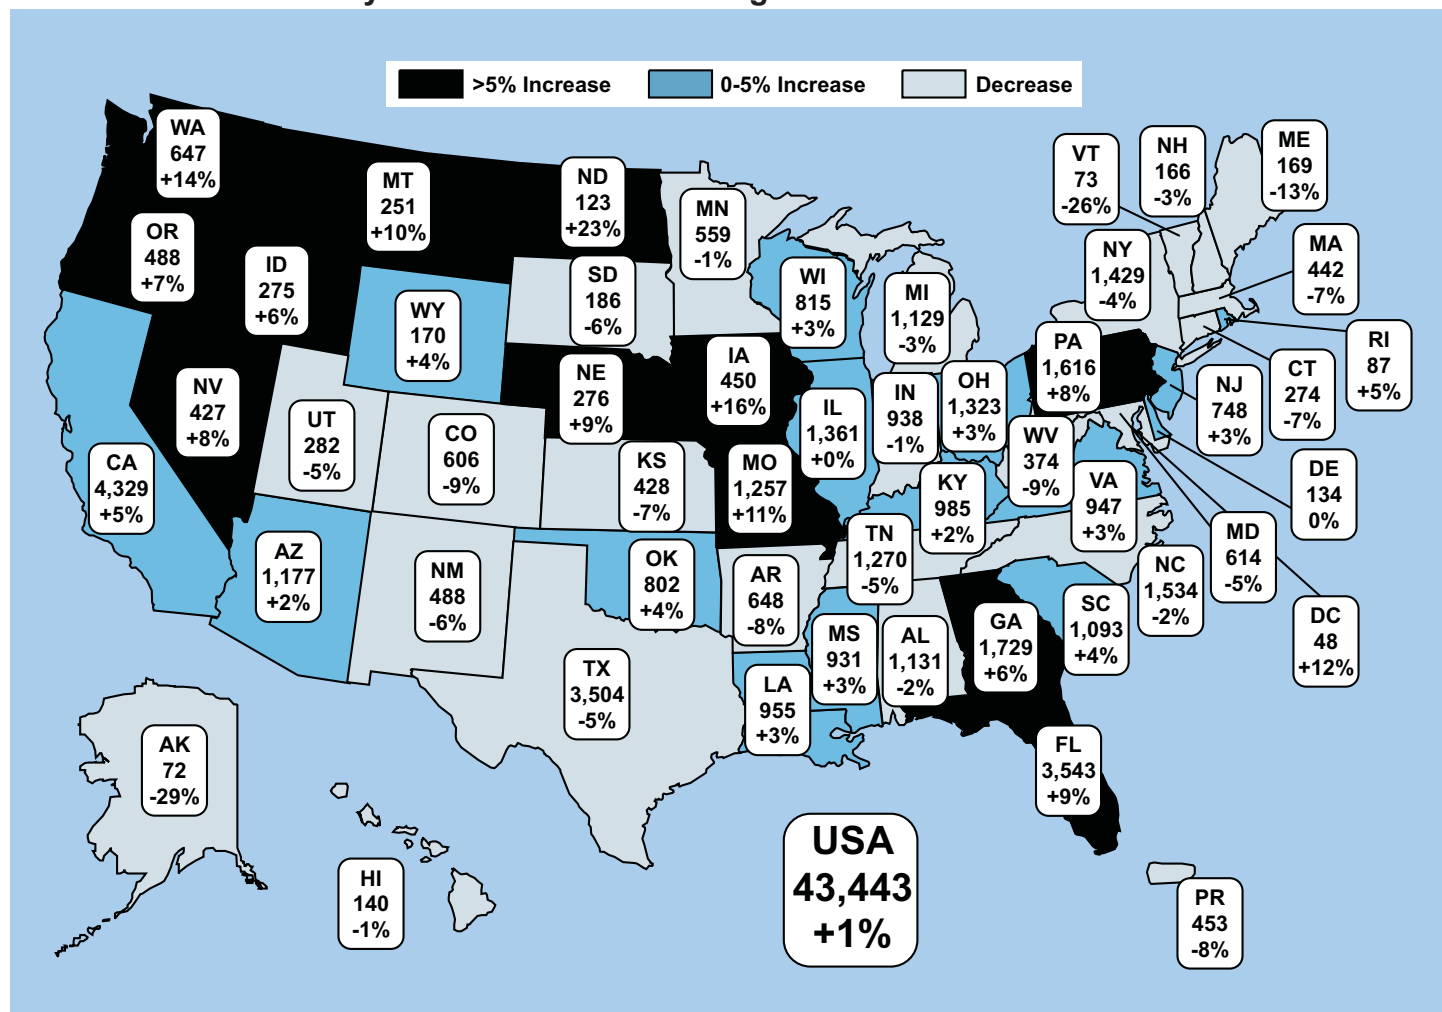 >5% Increase
0-5% Increase
Decrease
WA
647
+14%
MT
251
+10%
ND
123
+23%
MN
559
-1%
VT
73
-26%
NH
166
-3%
ME
169
-13%
OR
488
+7%
ID
275
+6%
WY
170
+4%
SD
186
-6%
WI
815
+3%
MI
1,129
-3%
NY
1,429
-4%
MA
442
-7%
RI
87
+5%
CT
274
-7%
NV
427
+8%
UT
282
-5%
CO
606
-9%
NE
276
+9%
IA
450
+16%
IL
1,361
+0%
IN
938
-1%
OH
1,323
+3%
PA
1,616
+8%
NJ
748
+3%
DE
134
0%
CA
4,329
+5%
KS
428
-7%
MO
1,257
+11%
KY
985
+2%
WV
374
-9%
VA
947
+3%
MD
614
-5%
DC
48
+12%
AZ
1,177
+2%
NM
488
-6%
OK
802
+4%
AR
648
-8%
TN
1,270
-5%
NC
1,534
-2%
SC
1,093
+4%
TX
3,504
-5%
LA
955
+3%
MS
931
+3%
AL
1,131
-2%
GA
1,729
+6%
FL
3,543
+9%
AK
72
-29%
HI
140
-1%
USA
43,443
+1%
PR
453
-8%